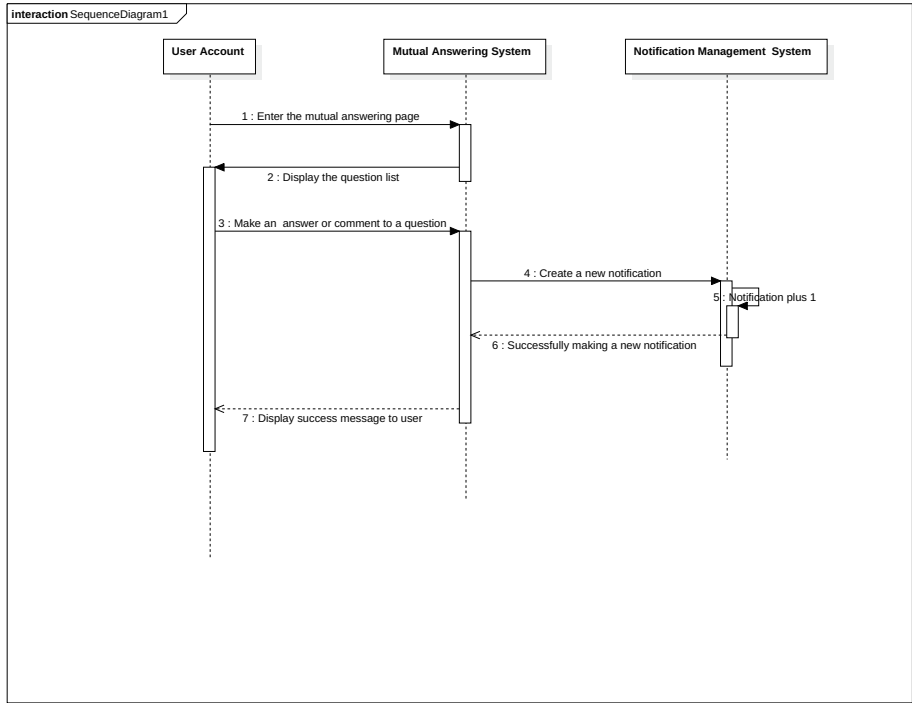 interaction SequenceDiagram1
User Account
Mutual Answering System
Notification Management  System
1 : Enter the mutual answering page
2 : Display the question list
3 : Make an  answer or comment to a question
4 : Create a new notification
5 : Notification plus 1
6 : Successfully making a new notification
7 : Display success message to user